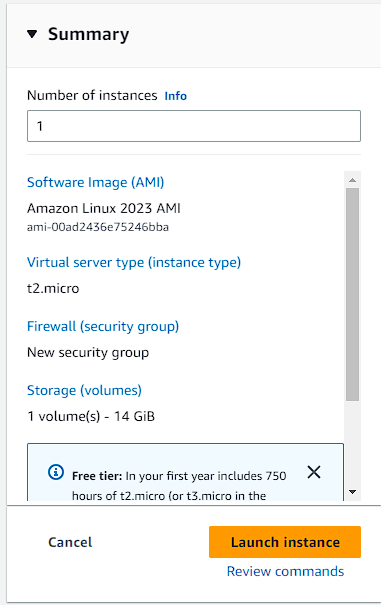 Summary
Number of instances Info
1
Software Image (AMI)
Amazon Linux 2023 AMI
ami-00ad2436e75246bba
Virtual server type (instance type)
t2.micro
Firewall (security group)
New security group
Storage (volumes)
1 volume(s) - 14 GiB
Free tier: In your first year includes 750
hours of t2.micro (or t3.micro in the
Cancel
Launch instance
Review commands